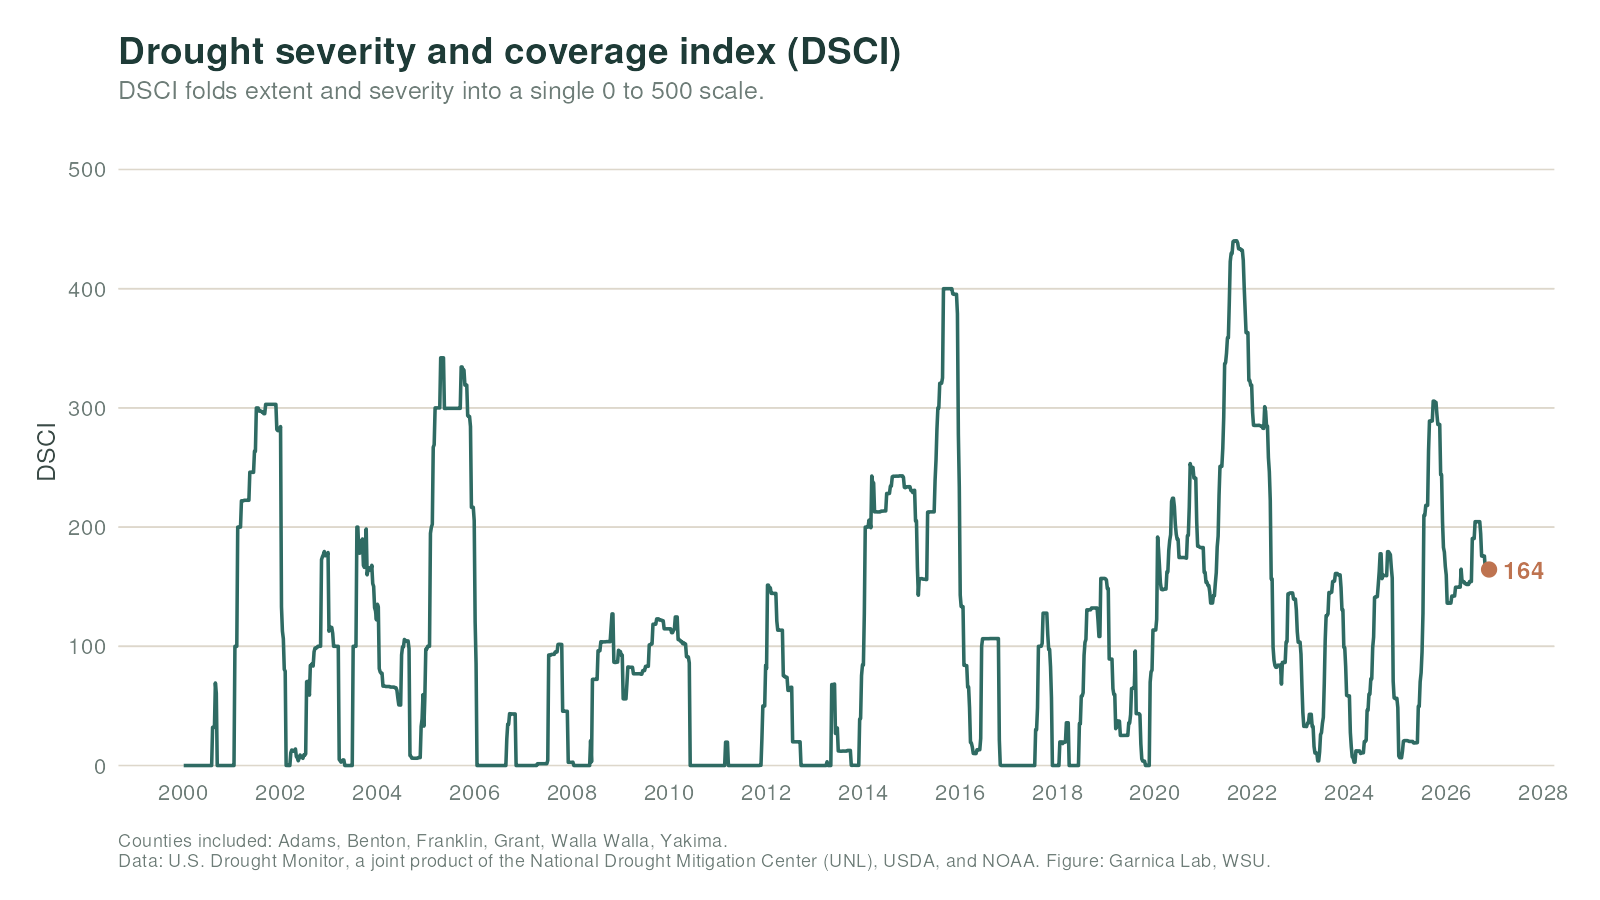 Drought severity and coverage index (DSCI)
DSCI folds extent and severity into a single 0 to 500 scale.
500
400
300
200
100
0
DSCI
164
2000 2002 2004 2006 2008 2010 2012 2014 2016 2018 2020 2022 2024 2026 2028
Counties included: Adams, Benton, Franklin, Grant, Walla Walla, Yakima.
Data: U.S. Drought Monitor, a joint product of the National Drought Mitigation Center (UNL), USDA, and NOAA. Figure: Garnica Lab, WSU.